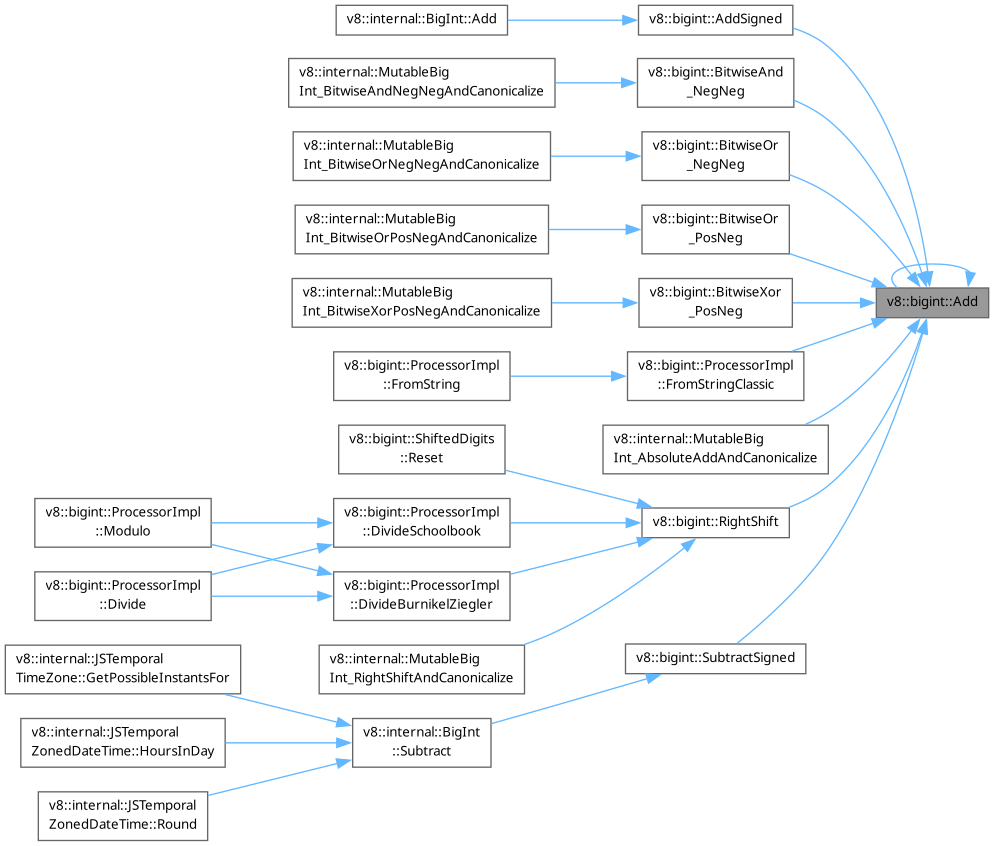 v8::internal::BigInt::Add
v8::bigint::AddSigned
v8::internal::MutableBig
Int_BitwiseAndNegNegAndCanonicalize
v8::bigint::BitwiseAnd
_NegNeg
v8::internal::MutableBig
Int_BitwiseOrNegNegAndCanonicalize
v8::bigint::BitwiseOr
_NegNeg
v8::internal::MutableBig
Int_BitwiseOrPosNegAndCanonicalize
v8::bigint::BitwiseOr
_PosNeg
v8::internal::MutableBig
Int_BitwiseXorPosNegAndCanonicalize
v8::bigint::BitwiseXor
_PosNeg
v8::bigint::Add
v8::bigint::ProcessorImpl
::FromString
v8::bigint::ProcessorImpl
::FromStringClassic
v8::internal::MutableBig
Int_AbsoluteAddAndCanonicalize
v8::bigint::ShiftedDigits
::Reset
v8::bigint::ProcessorImpl
::Modulo
v8::bigint::ProcessorImpl
::DivideSchoolbook
v8::bigint::RightShift
v8::bigint::ProcessorImpl
::Divide
v8::bigint::ProcessorImpl
::DivideBurnikelZiegler
v8::internal::JSTemporal
TimeZone::GetPossibleInstantsFor
v8::internal::MutableBig
Int_RightShiftAndCanonicalize
v8::bigint::SubtractSigned
v8::internal::JSTemporal
ZonedDateTime::HoursInDay
v8::internal::BigInt
::Subtract
v8::internal::JSTemporal
ZonedDateTime::Round